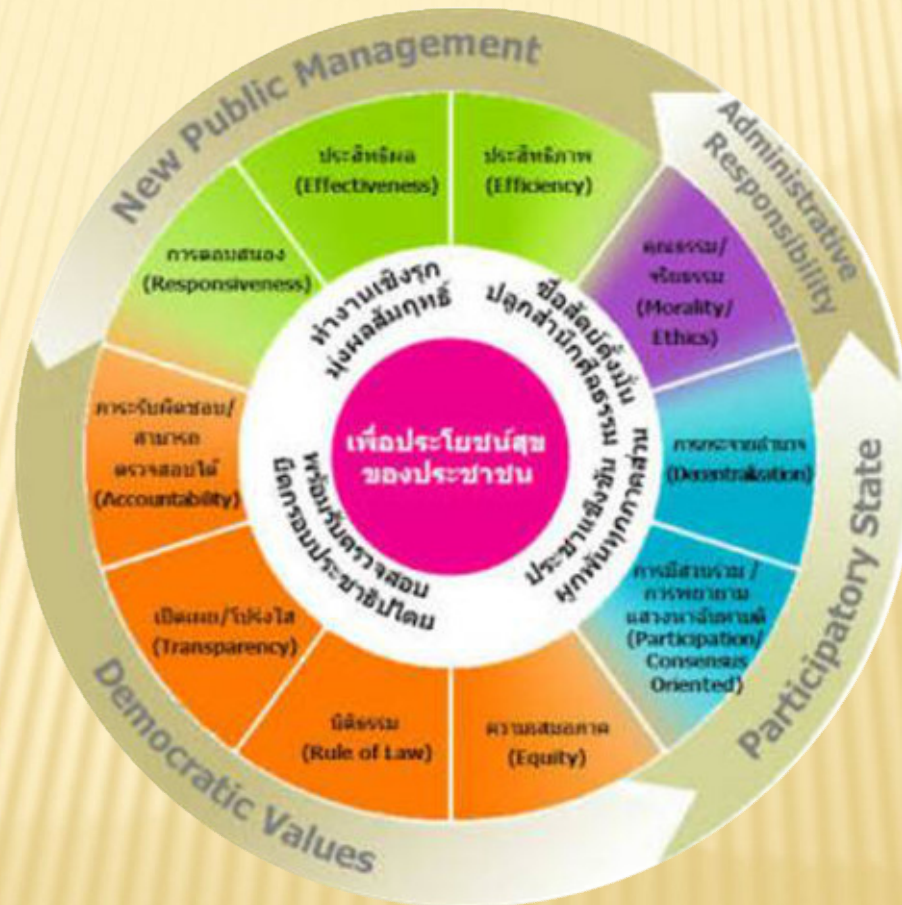 New Public Management
Administrative
Responsibility
Participatory State
Democratic Values
ประสิทธิผล
(Effectiveness)
ประสิทธิภาพ
(Efficiency)
คุณธรรม/
จริยธรรม
(Morality/
Ethics)
การกระจายอำนาจ
(Decentralization)
การมีส่วนร่วม /
การพยายาม
แสวงหาฉันทามติ
(Participation/
Consensus
Oriented)
ความเสมอภาค
(Equity)
นิติธรรม
(Rule of Law)
เปิดเผย/โปร่งใส
(Transparency)
ภาระรับผิดชอบ/
สามารถ
ตรวจสอบได้
(Accountability)
การตอบสนอง
(Responsiveness)
ทำงานเชิงรุก
มุ่งผลสัมฤทธิ์
ซื่อสัตย์ตั้งมั่น
ปลูกสำนึกศีลธรรม
ประชาแข็งขัน
ผูกพันทุกภาคส่วน
พร้อมรับตรวจสอบ
ยึดกรอบประชาธิปไตย
เพื่อประโยชน์สุข
ของประชาชน